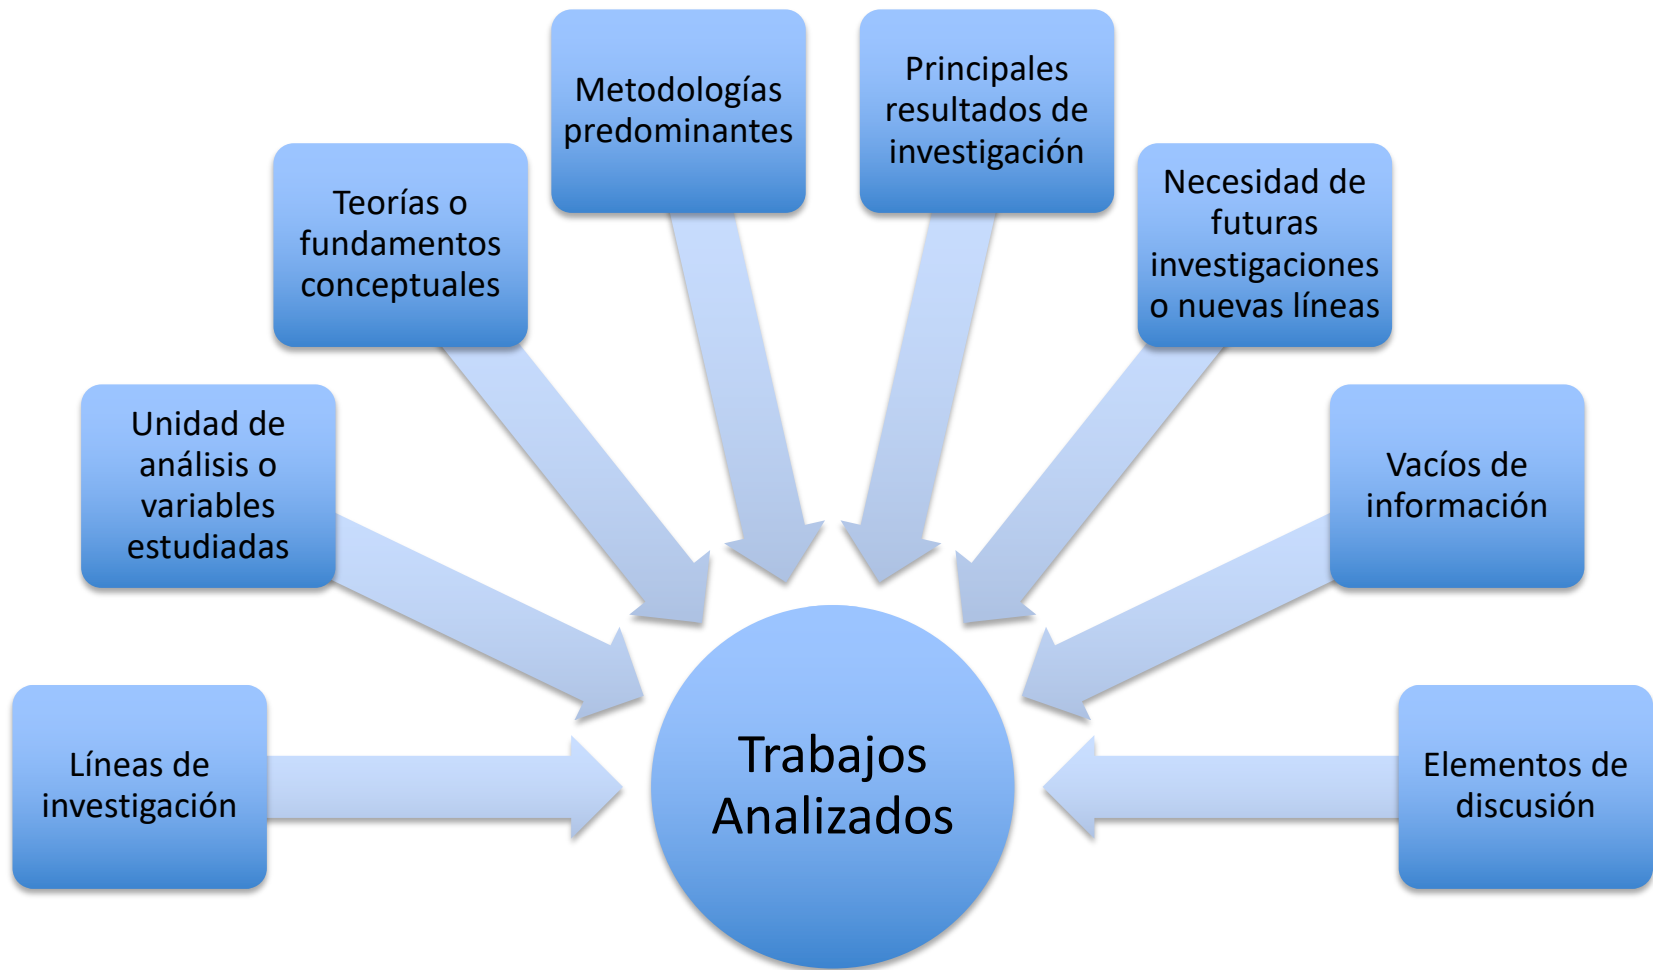 Líneas de
investigación
Unidad de
análisis o
variables
estudiadas
Teorías o
fundamentos
conceptuales
Metodologías
predominantes
Principales
resultados de
investigación
Necesidad de
futuras
investigaciones
o nuevas líneas
Vacíos de
información
Elementos de
discusión
Trabajos
Analizados